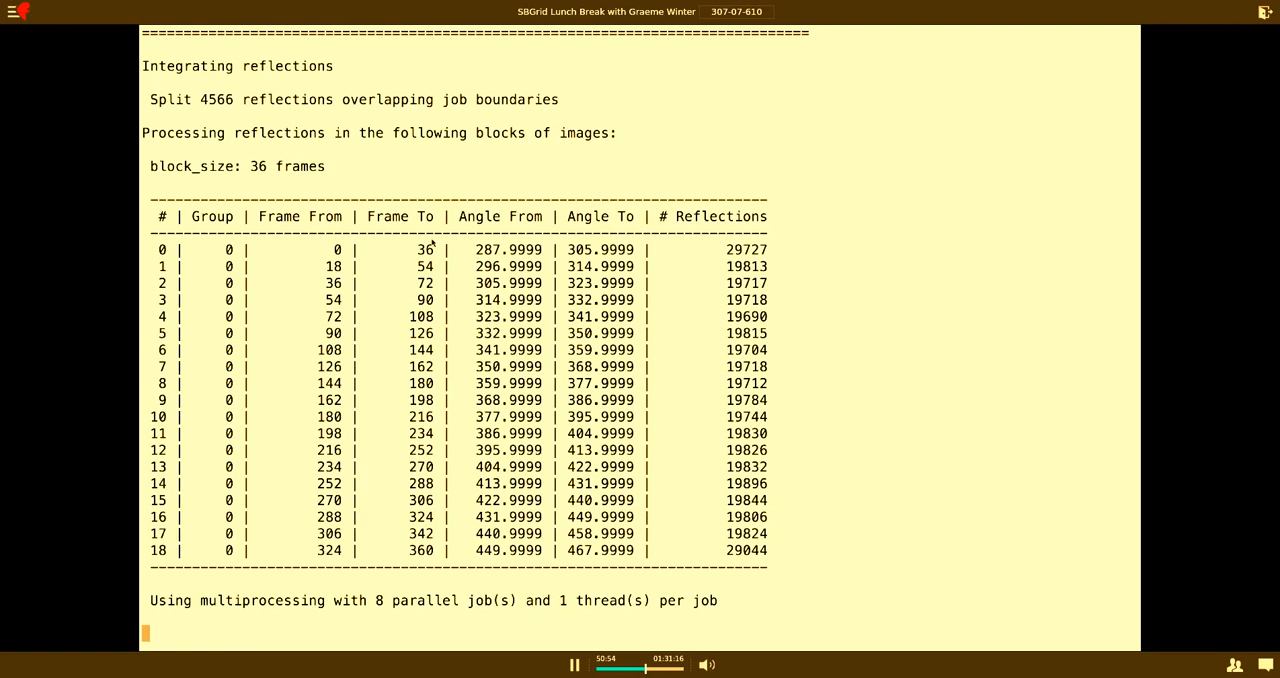 SBGrid Lunch Break with Graeme Winter 307-07-610
================================================================================
Integrating reflections
Split 4566 reflections overlapping job boundaries
Processing reflections in the following blocks of images:
block_size: 36 frames
# | Group | Frame From | Frame To | Angle From | Angle To | # Reflections
0 | 0 | 0 | 36 | 287.9999 | 305.9999 | 29727
1 | 0 | 18 | 54 | 296.9999 | 314.9999 | 19813
2 | 0 | 36 | 72 | 305.9999 | 323.9999 | 19717
3 | 0 | 54 | 90 | 314.9999 | 332.9999 | 19718
4 | 0 | 72 | 108 | 323.9999 | 341.9999 | 19690
5 | 0 | 90 | 126 | 332.9999 | 350.9999 | 19815
6 | 0 | 108 | 144 | 341.9999 | 359.9999 | 19704
7 | 0 | 126 | 162 | 350.9999 | 368.9999 | 19718
8 | 0 | 144 | 180 | 359.9999 | 377.9999 | 19712
9 | 0 | 162 | 198 | 368.9999 | 386.9999 | 19784
10 | 0 | 180 | 216 | 377.9999 | 395.9999 | 19744
11 | 0 | 198 | 234 | 386.9999 | 404.9999 | 19830
12 | 0 | 216 | 252 | 395.9999 | 413.9999 | 19826
13 | 0 | 234 | 270 | 404.9999 | 422.9999 | 19832
14 | 0 | 252 | 288 | 413.9999 | 431.9999 | 19896
15 | 0 | 270 | 306 | 422.9999 | 440.9999 | 19844
16 | 0 | 288 | 324 | 431.9999 | 449.9999 | 19806
17 | 0 | 306 | 342 | 440.9999 | 458.9999 | 19824
18 | 0 | 324 | 360 | 449.9999 | 467.9999 | 29044
Using multiprocessing with 8 parallel job(s) and 1 thread(s) per job
50:54 01:31:16